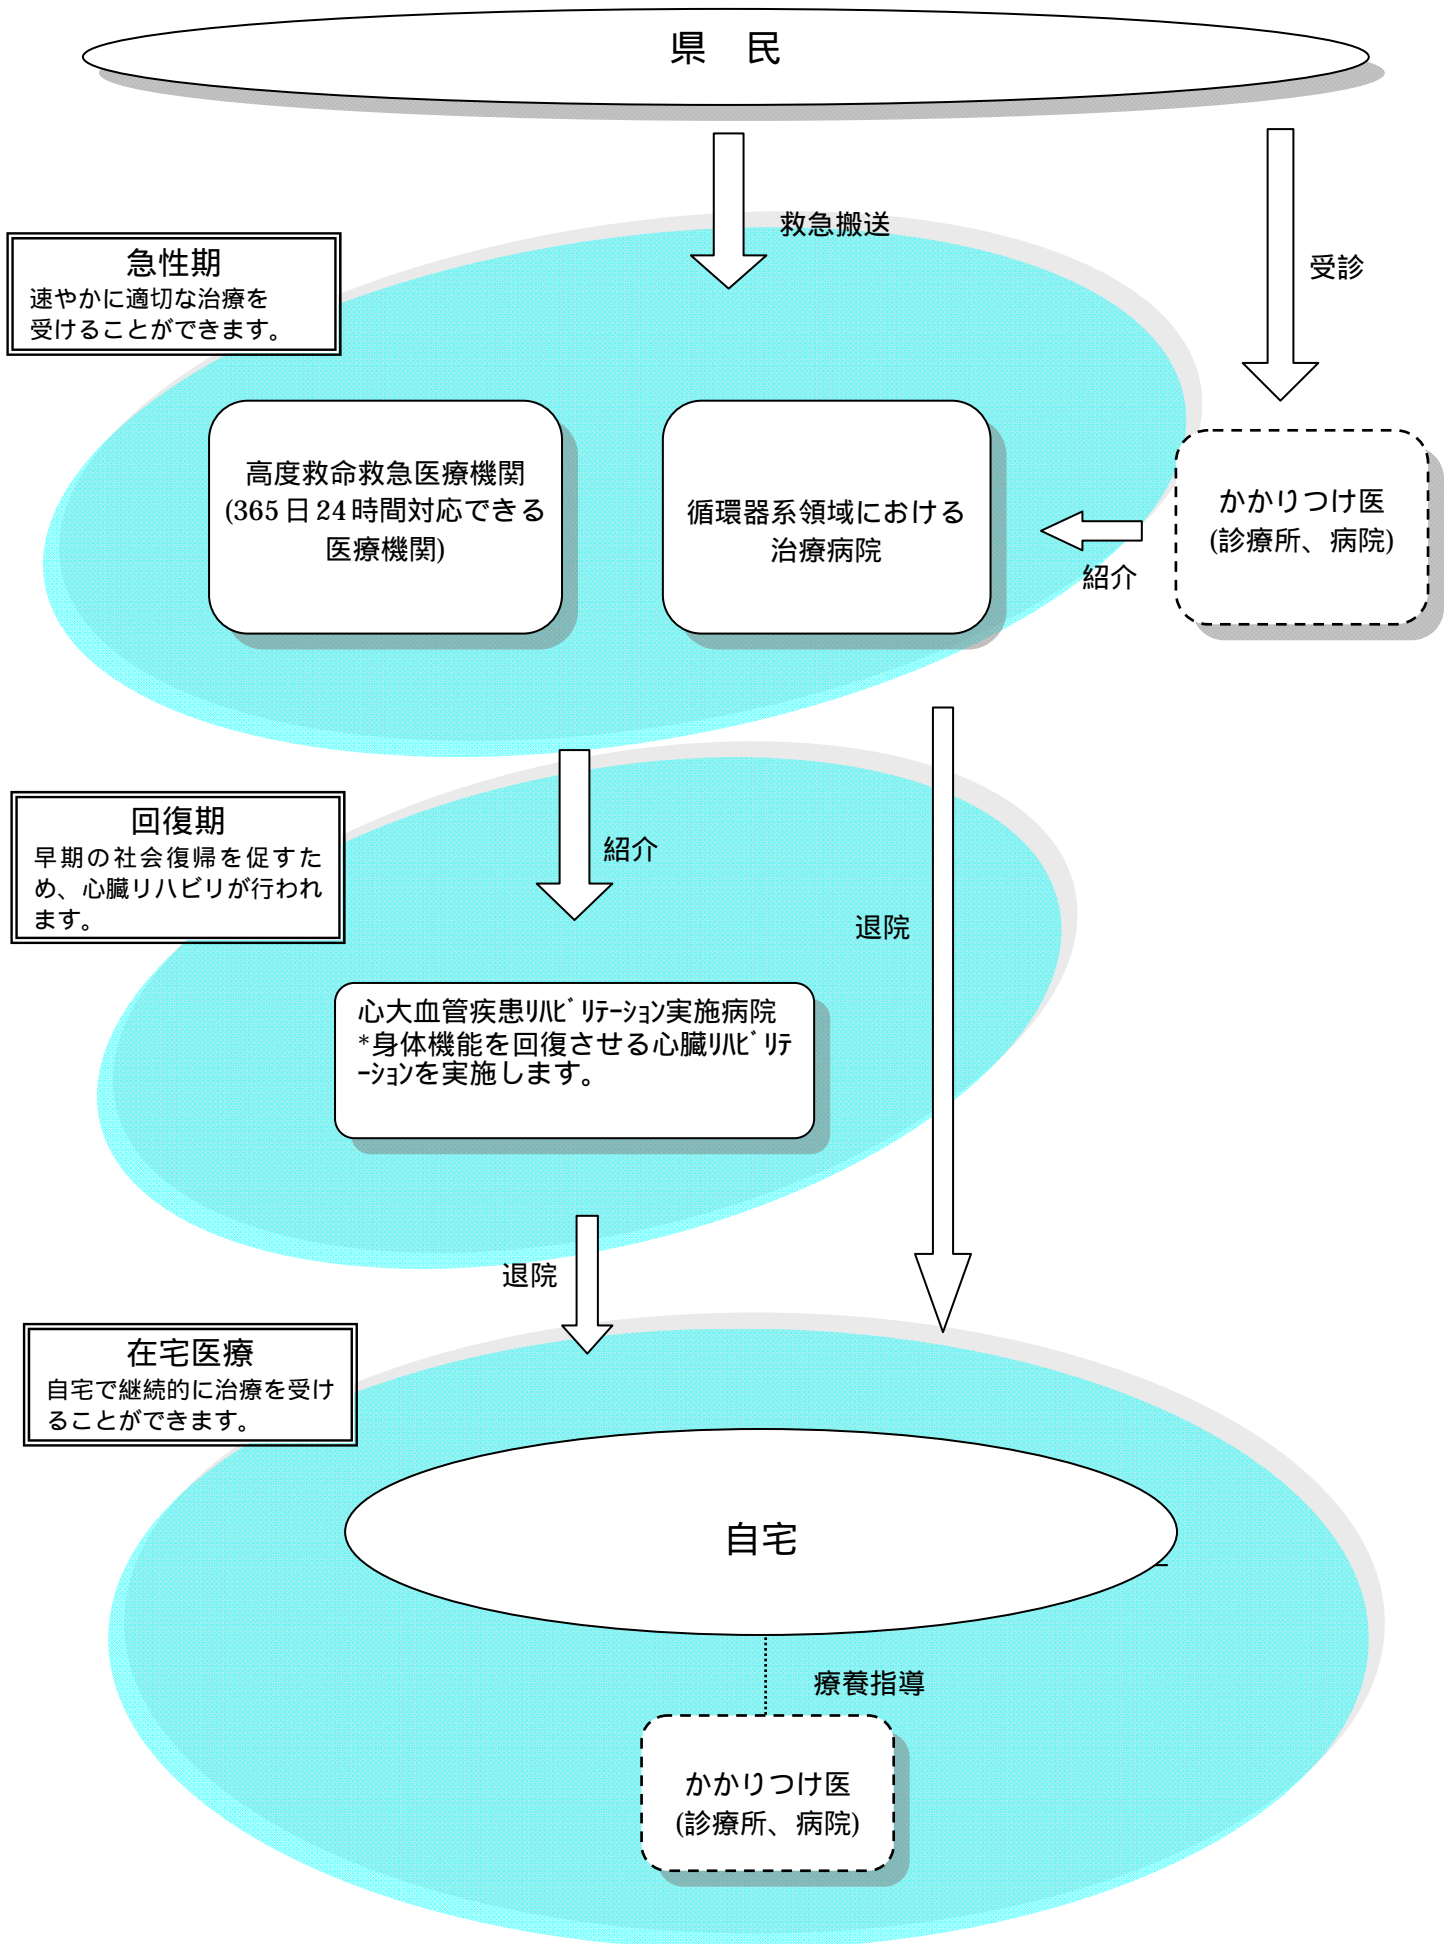 県　民
救急搬送
受診
急性期
速やかに適切な治療を
受けることができます。
高度救命救急医療機関
(365日24時間対応できる
医療機関)
循環器系領域における
治療病院
かかりつけ医
(診療所、病院)
紹介
回復期
早期の社会復帰を促すた
め、心臓リハビリが行われ
ます。
紹介
退院
心大血管疾患ﾘﾊﾋﾞﾘﾃｰｼｮﾝ実施病院
*身体機能を回復させる心臓ﾘﾊﾋﾞﾘﾃ
ｰｼｮﾝを実施します。
退院
在宅医療
自宅で継続的に治療を受け
ることができます。
自宅
療養指導
かかりつけ医
(診療所、病院)